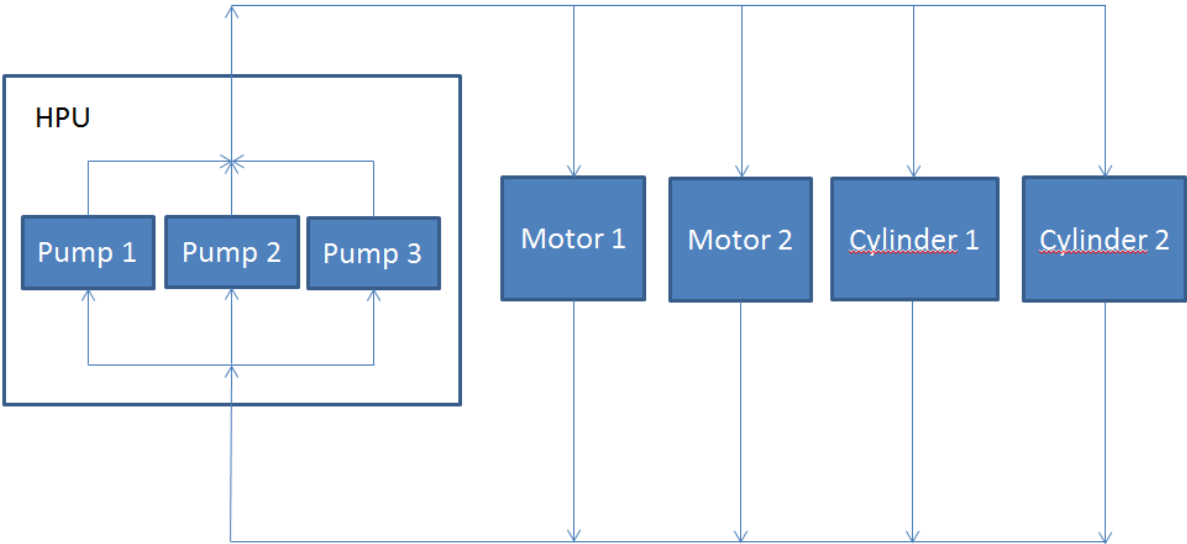 HPU
Pump 1
Pump 2
Pump 3
Motor 1
Motor 2
Cylinder 1
Cylinder 2